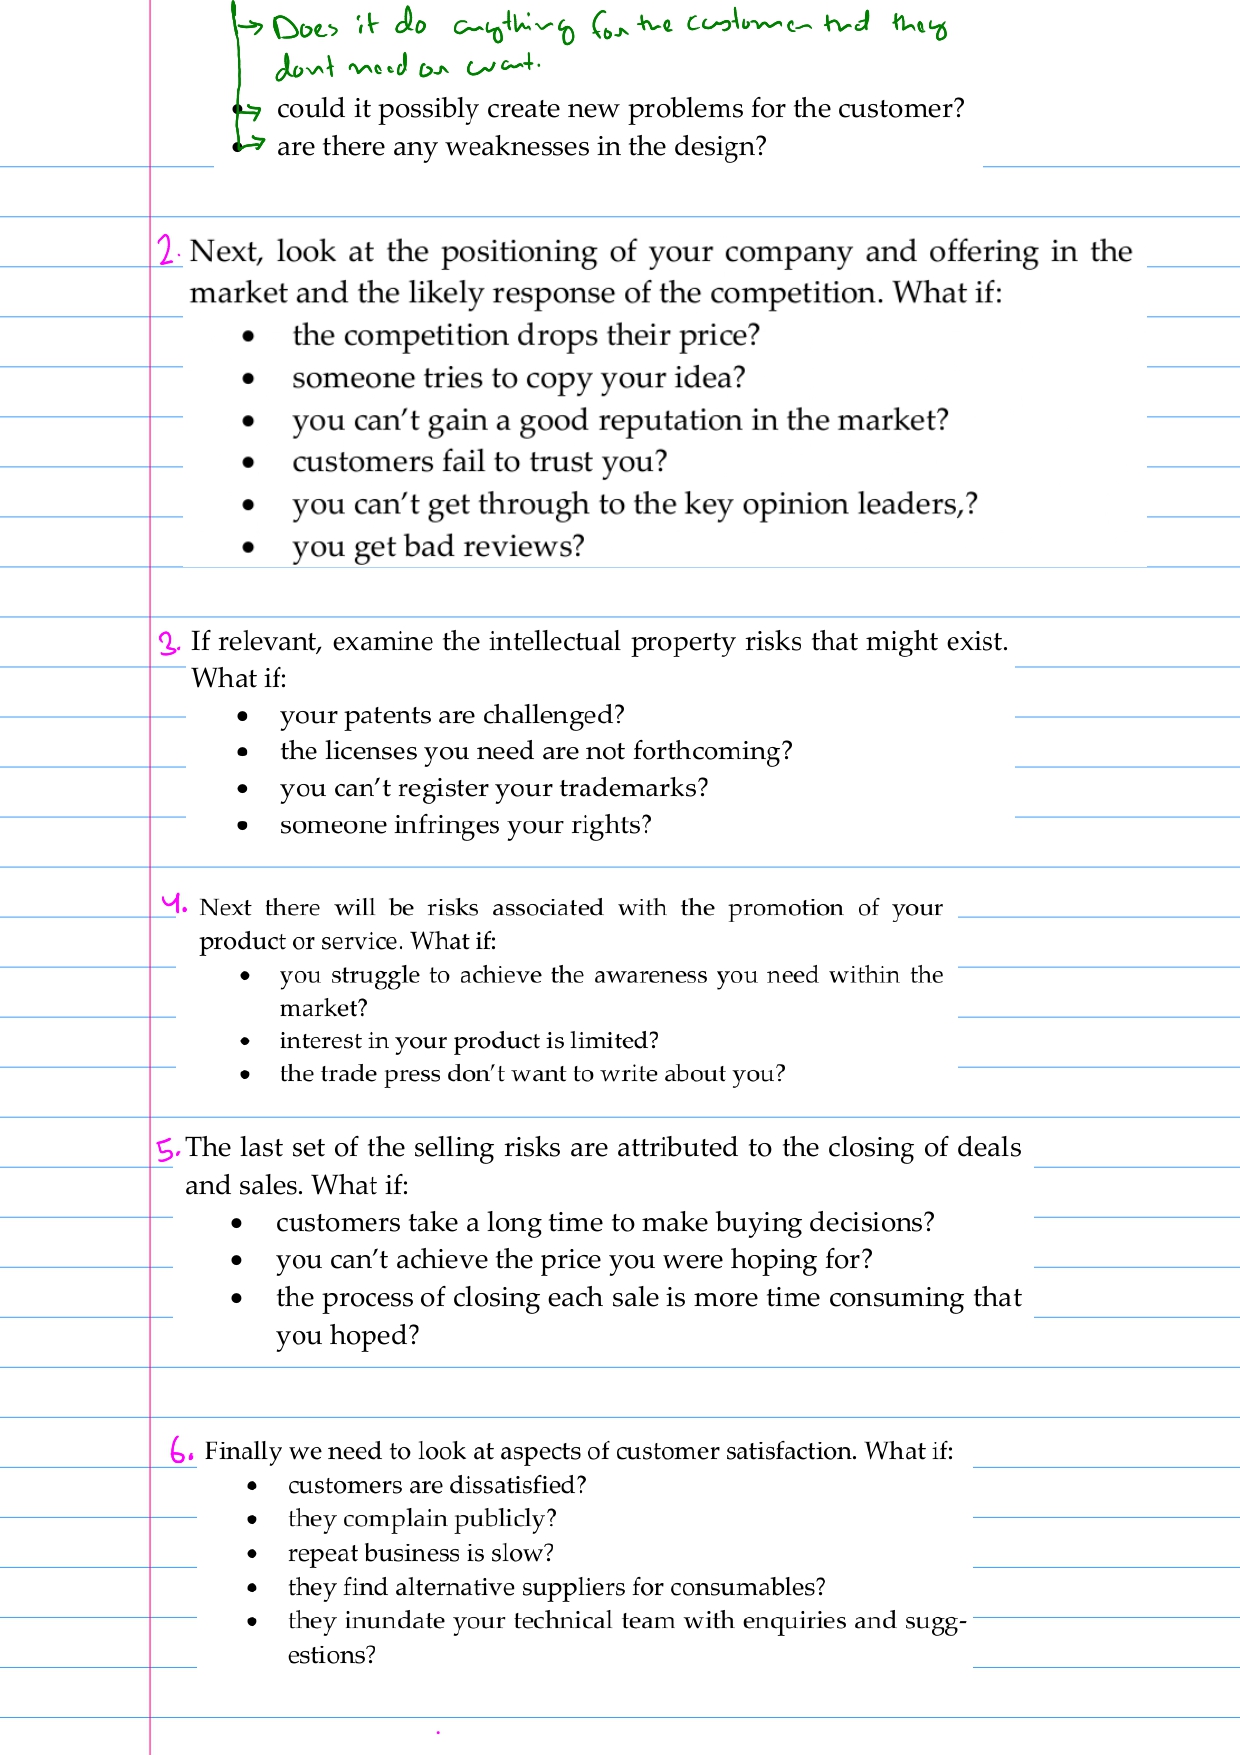 → Does it do anything for the customer that they
dont need or want.
• → could it possibly create new problems for the customer?
• → are there any weaknesses in the design?
2. Next, look at the positioning of your company and offering in the
market and the likely response of the competition. What if:
• the competition drops their price?
• someone tries to copy your idea?
• you can’t gain a good reputation in the market?
• customers fail to trust you?
• you can’t get through to the key opinion leaders,?
• you get bad reviews?
3. If relevant, examine the intellectual property risks that might exist.
What if:
• your patents are challenged?
• the licenses you need are not forthcoming?
• you can’t register your trademarks?
• someone infringes your rights?
4. Next there will be risks associated with the promotion of your
product or service. What if:
• you struggle to achieve the awareness you need within the
market?
• interest in your product is limited?
• the trade press don’t want to write about you?
5. The last set of the selling risks are attributed to the closing of deals
and sales. What if:
• customers take a long time to make buying decisions?
• you can’t achieve the price you were hoping for?
• the process of closing each sale is more time consuming that
you hoped?
6. Finally we need to look at aspects of customer satisfaction. What if:
• customers are dissatisfied?
• they complain publicly?
• repeat business is slow?
• they find alternative suppliers for consumables?
• they inundate your technical team with enquiries and sugg-
estions?